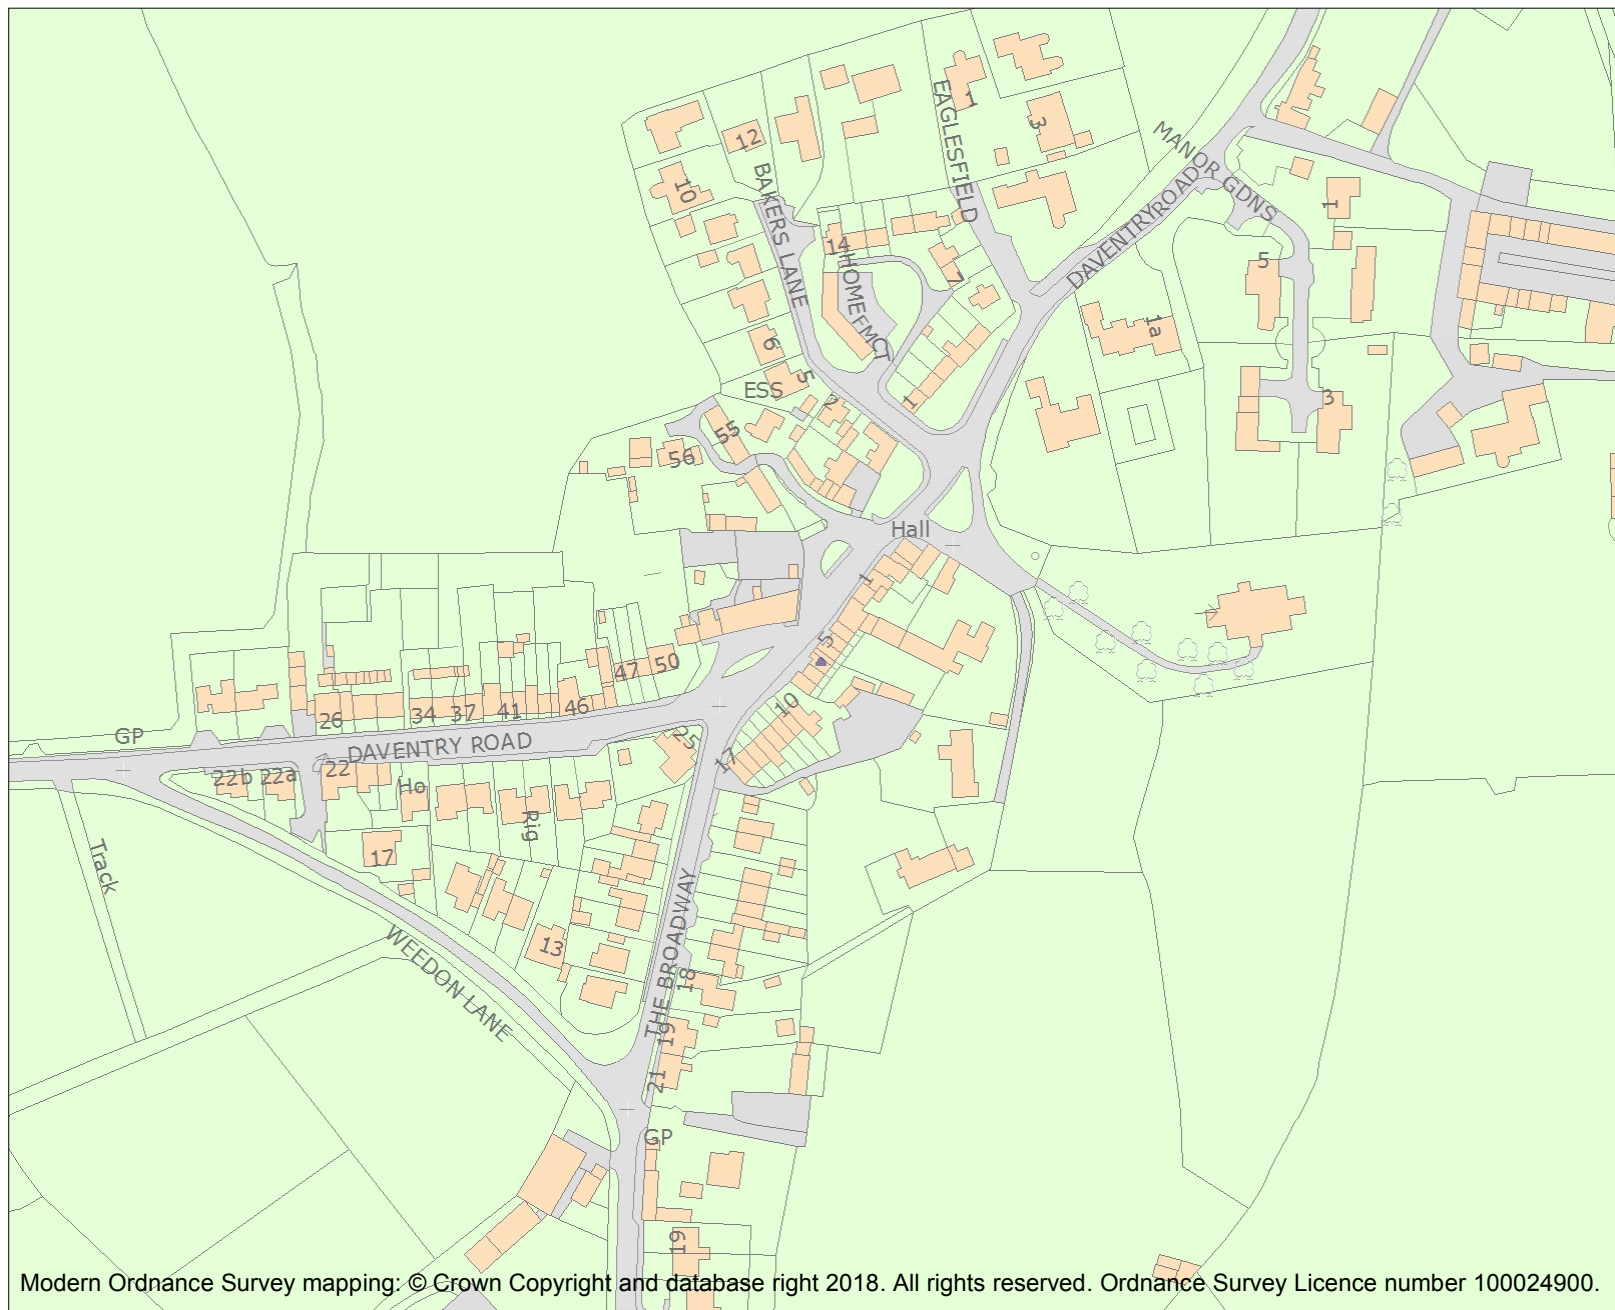 EAGLESFIELD
1
3
MANOR GDNS
12
BAKERS LANE
10
DAVENTRY ROAD
1
14
HOME FM CT
7
5
1a
6
ESS
5
2
1
3
55
56
Hall
1
5
47
50
10
26
34
37
41
46
GP
DAVENTRY ROAD
25
17
22b
22a
22
Ho
Rig
17
Track
WEEDON LANE
13
THE BROADWAY
18
19
21
GP
19
Modern Ordnance Survey mapping: © Crown Copyright and database right 2018. All rights reserved. Ordnance Survey Licence number 100024900.